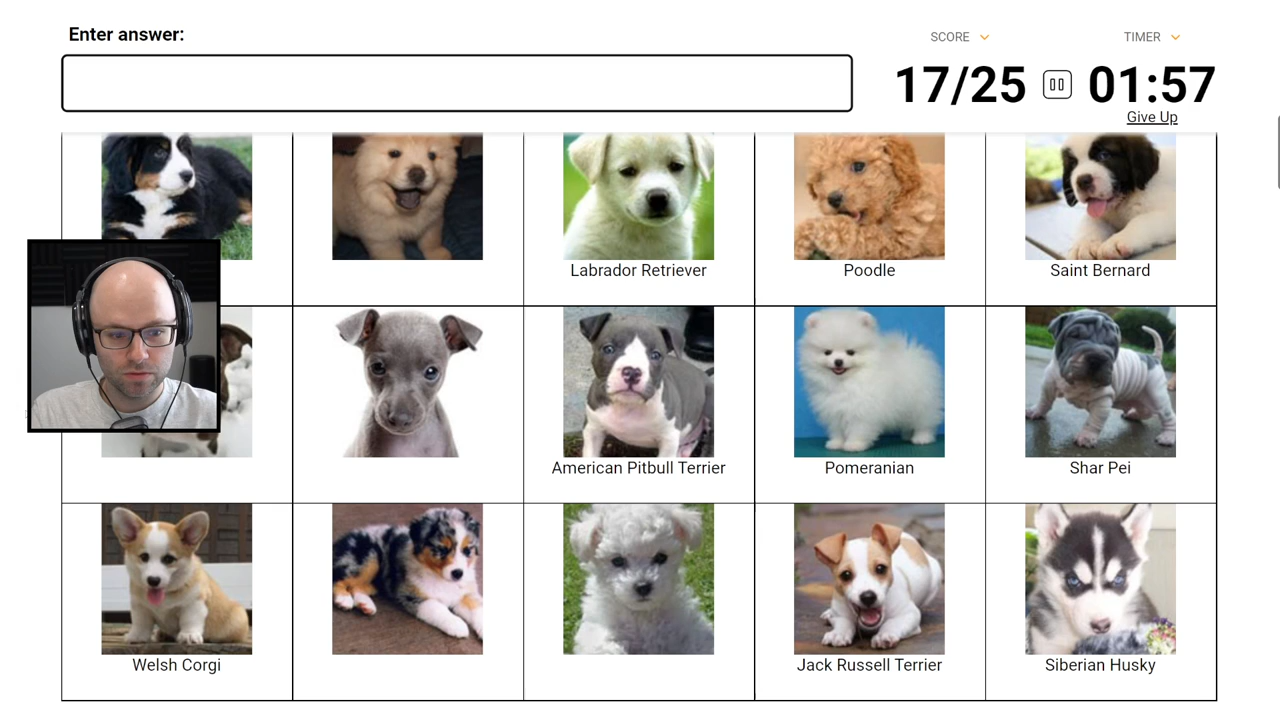 Enter answer:
SCORE
TIMER
17/25
01:57
Give Up
Labrador Retriever
Poodle
Saint Bernard
American Pitbull Terrier
Pomeranian
Shar Pei
Welsh Corgi
Jack Russell Terrier
Siberian Husky